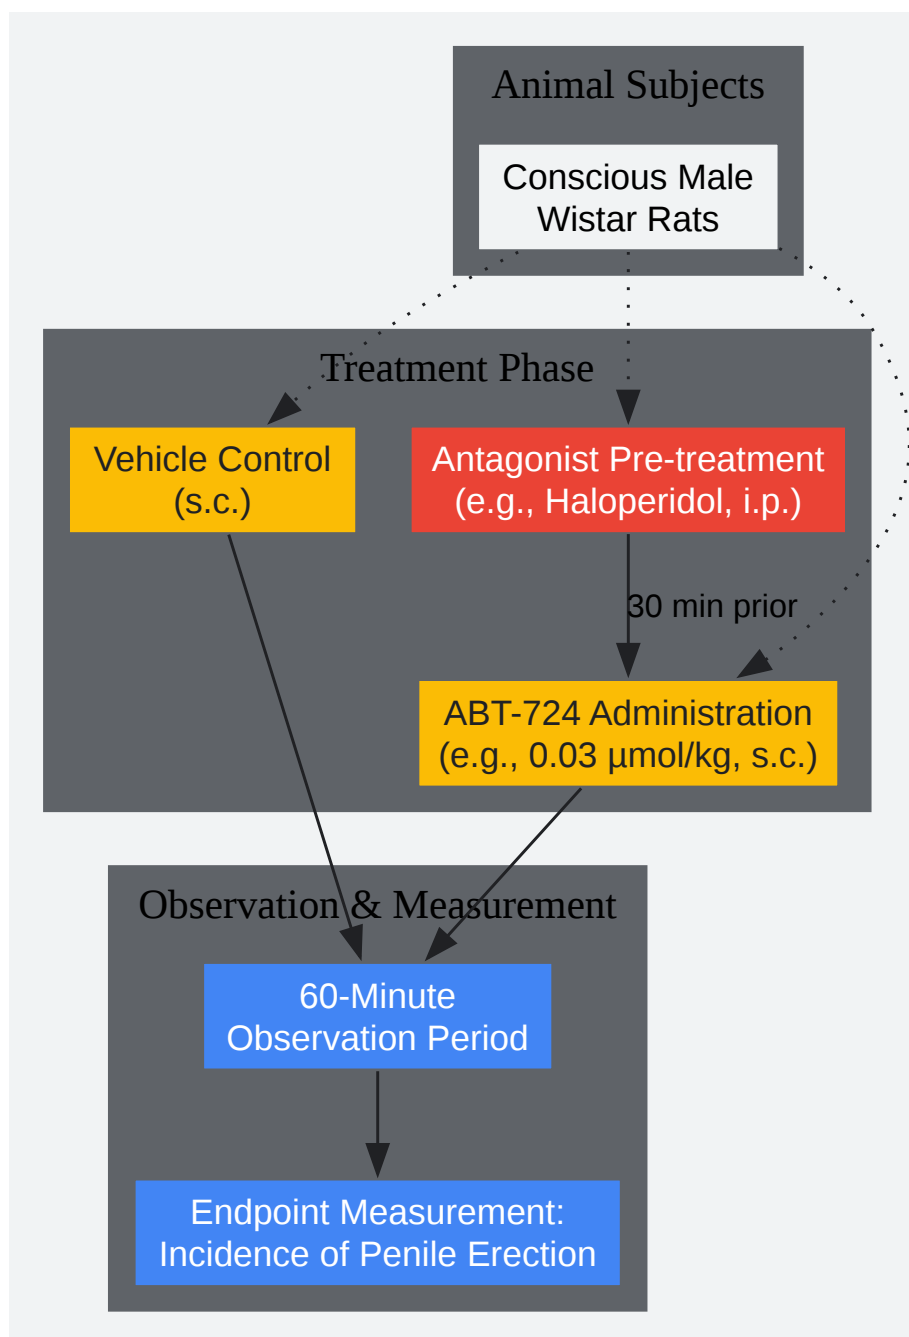 Animal Subjects
Conscious Male
Wistar Rats
Treatment Phase
Vehicle Control
(s.c.)
Antagonist Pre-treatment
(e.g., Haloperidol, i.p.)
30 min prior
ABT-724 Administration
(e.g., 0.03 µmol/kg, s.c.)
Observation & Measurement
60-Minute
Observation Period
Endpoint Measurement:
Incidence of Penile Erection